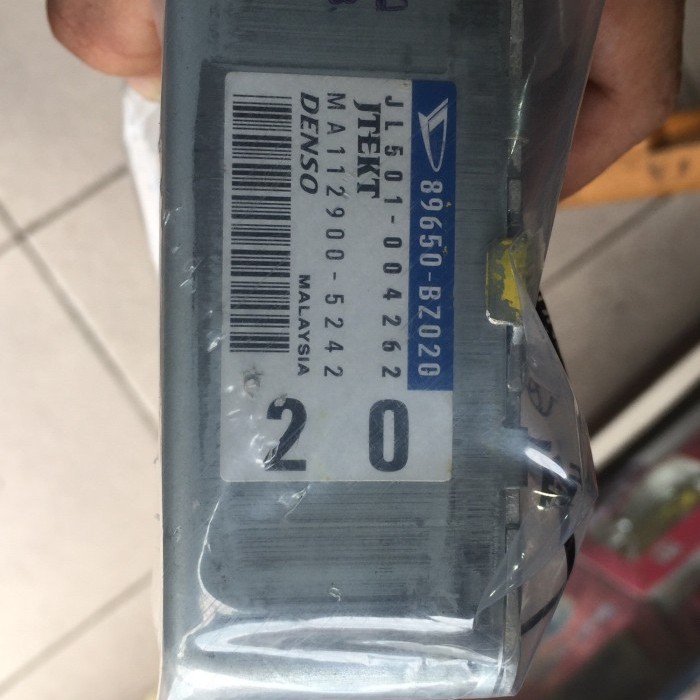 89650-BZ020
JL501-004262
JTEKT
MA112900-5242
DENSO MALAYSIA
20